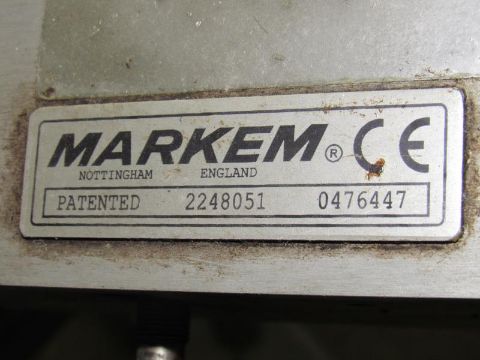 MARKEM® CE
NOTTINGHAM ENGLAND
PATENTED 2248051 0476447